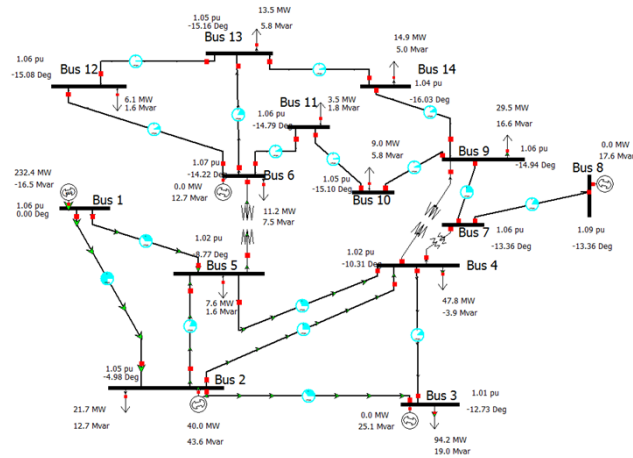 13.5 MW
5.8 Mvar
1.05 pu
-15.16 Deg
Bus 13
14.9 MW
5.0 Mvar
1.06 pu
-15.08 Deg
Bus 12
Bus 14
1.04 pu
-16.03 Deg
6.1 MW
1.6 Mvar
Bus 11
1.06 pu
-14.79 Deg
3.5 MW
1.8 Mvar
29.5 MW
16.6 Mvar
9.0 MW
5.8 Mvar
Bus 9
1.06 pu
-14.94 Deg
Bus 8
0.0 MW
17.6 Mvar
1.07 pu
-14.22 Deg
Bus 6
0.0 MW
12.7 Mvar
1.05 pu
-15.10 Deg
Bus 10
232.4 MW
-16.5 Mvar
1.06 pu
0.00 Deg
Bus 1
11.2 MW
7.5 Mvar
Bus 7
1.06 pu
-13.36 Deg
1.09 pu
-13.36 Deg
1.02 pu
-8.77 Deg
Bus 5
1.02 pu
-10.31 Deg
Bus 4
7.6 MW
1.6 Mvar
47.8 MW
-3.9 Mvar
1.05 pu
-4.98 Deg
Bus 2
Bus 3
1.01 pu
-12.73 Deg
21.7 MW
12.7 Mvar
40.0 MW
43.6 Mvar
0.0 MW
25.1 Mvar
94.2 MW
19.0 Mvar